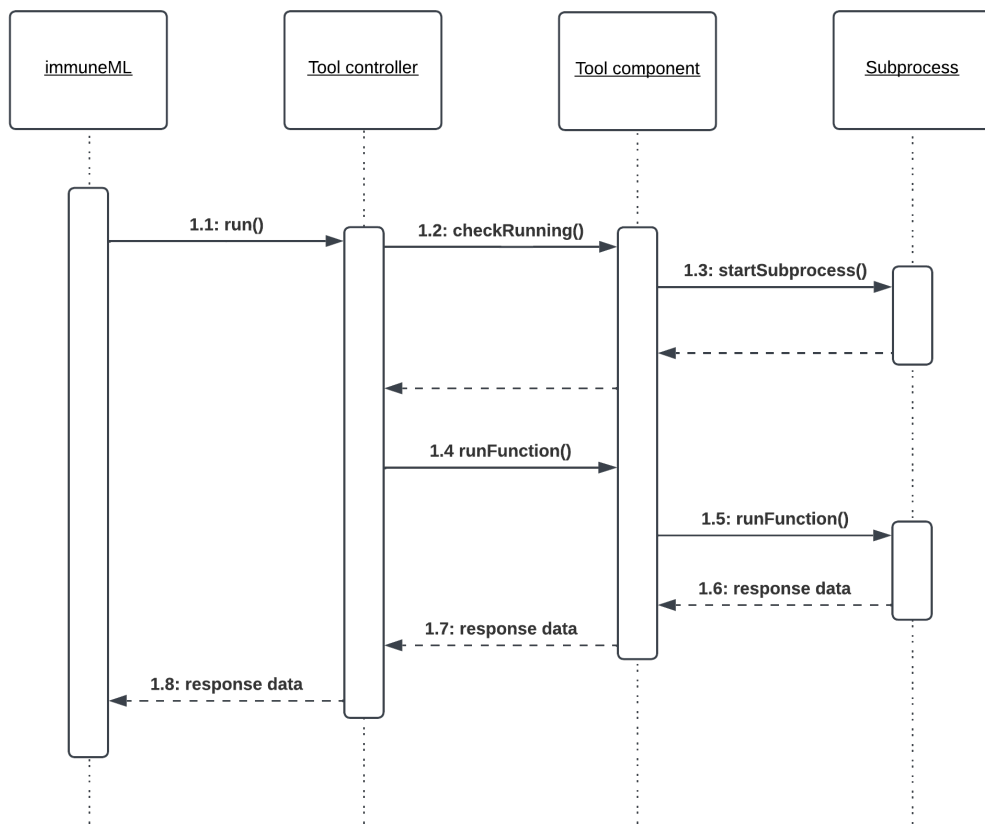 immuneML
Tool controller
Tool component
Subprocess
1.1: run()
1.2: checkRunning()
1.3: startSubprocess()
1.4 runFunction()
1.5: runFunction()
1.6: response data
1.7: response data
1.8: response data